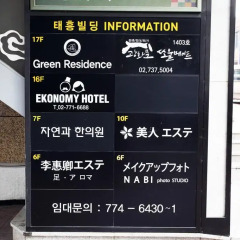 태흥빌딩 INFORMATION
17F
Green Residence
1403호
02.737.5004
16F
EKONOMY HOTEL
T.02-771-6688
7F
자연과 한의원
10F
美人 エステ
6F
李惠卿エステ
足 - アロマ
6F
メイクアップフォト
NABI photo STUDIO
임대문의 : 774 - 6430~1